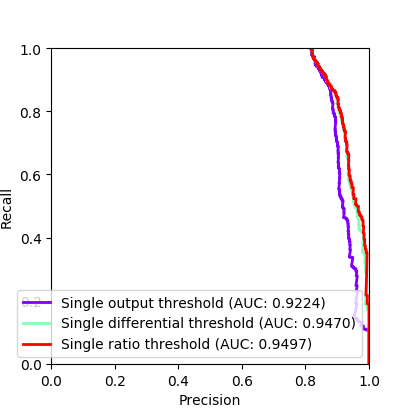 1.0
0.8
0.6
0.4
0.2
0.0
Recall
Single output threshold (AUC: 0.9224)
Single differential threshold (AUC: 0.9470)
Single ratio threshold (AUC: 0.9497)
0.0 0.2 0.4 0.6 0.8 1.0
Precision